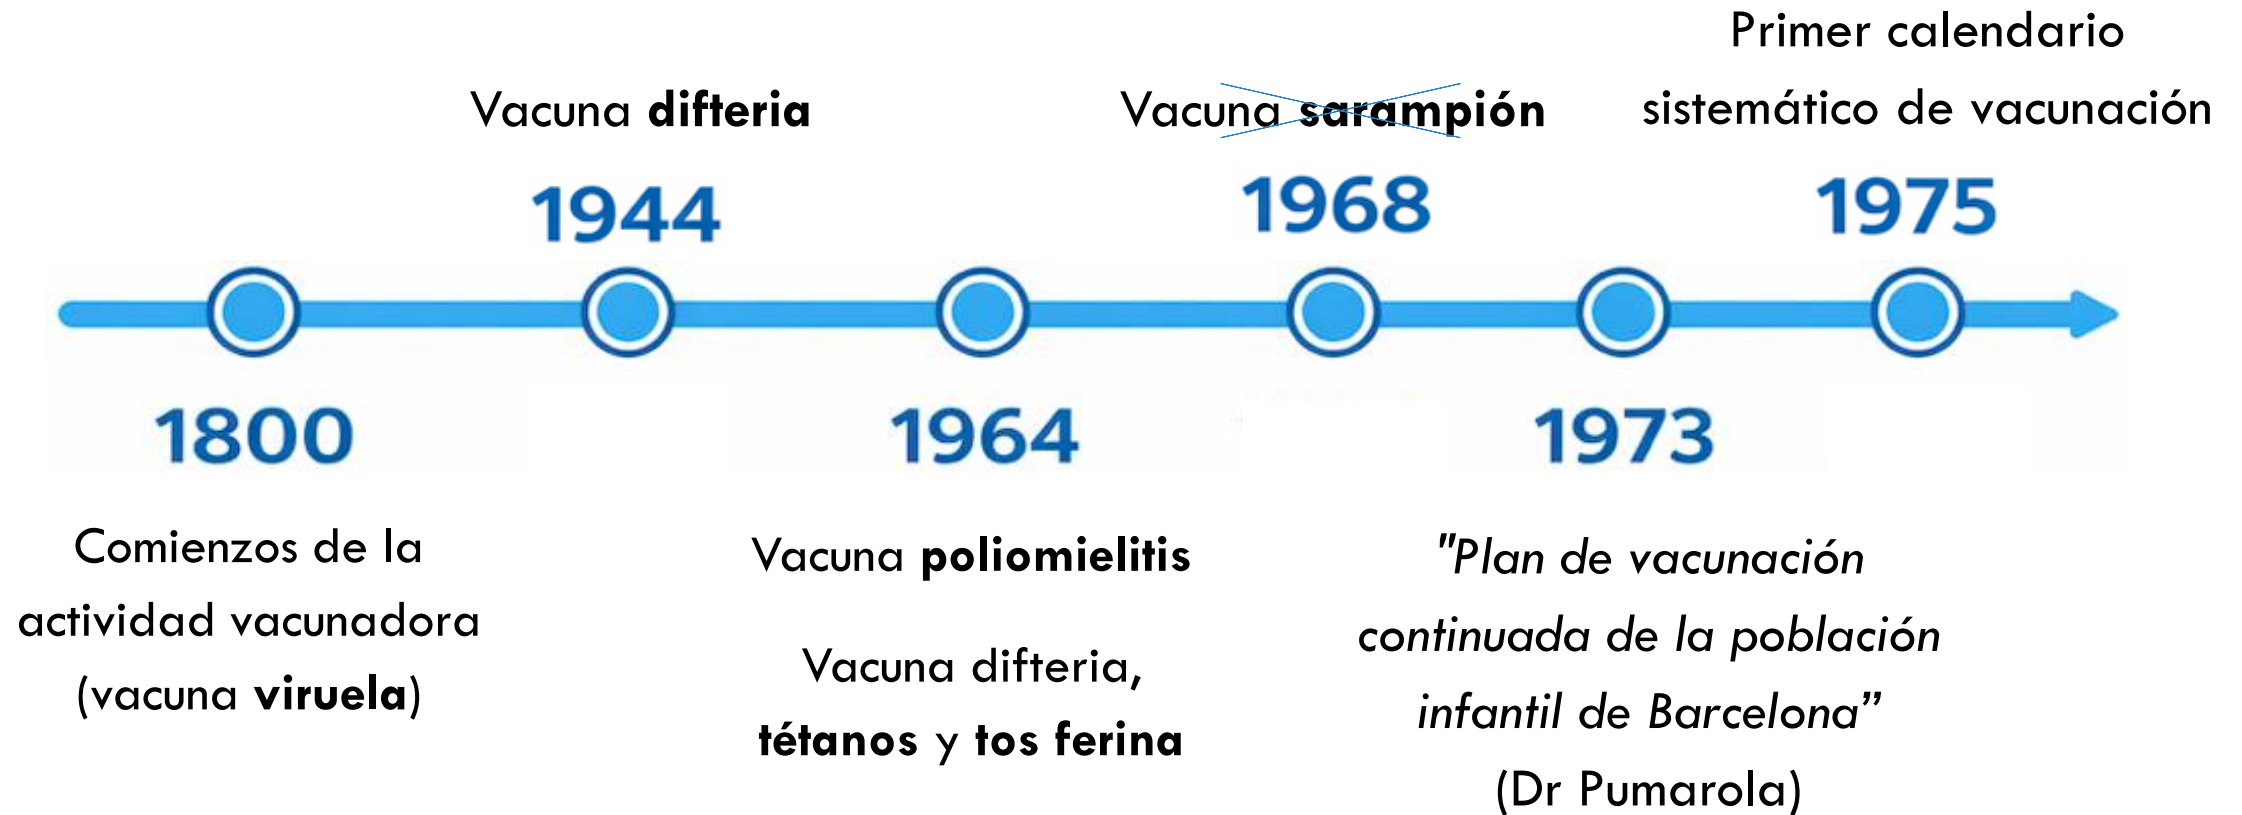 Primer calendario
sistemático de vacunación
Vacuna difteria
Vacuna sarampión
1944
1968
1975
1800
1964
1973
Comienzos de la
actividad vacunadora
(vacuna viruela)
Vacuna poliomielitis
Vacuna difteria,
tétanos y tos ferina
"Plan de vacunación
continuada de la población
infantil de Barcelona”
(Dr Pumarola)